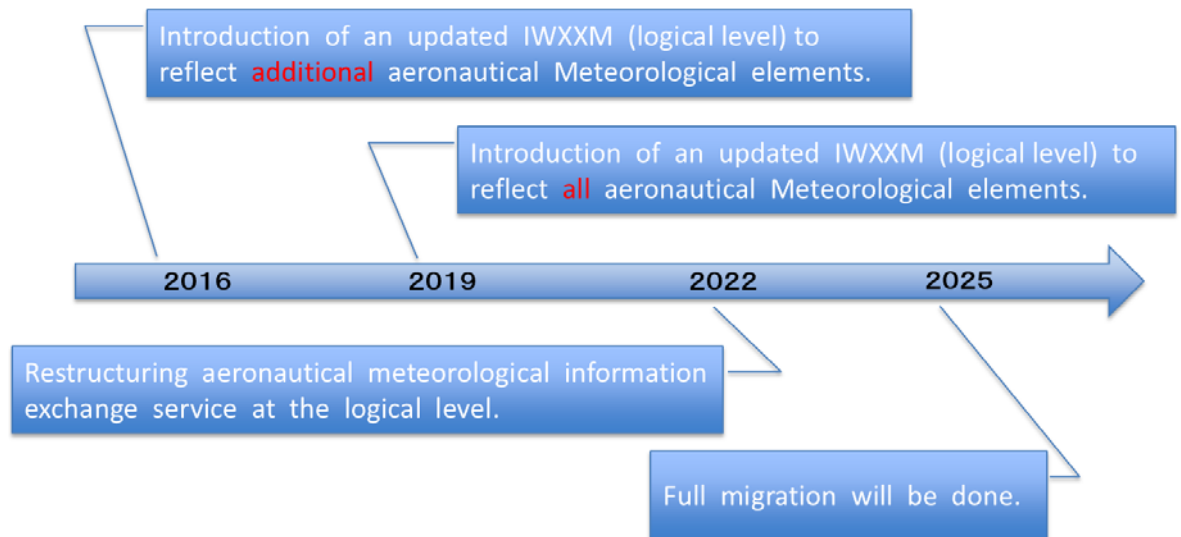 Introduction of an updated IWXXM (logical level) to
reflect additional aeronautical Meteorological elements.
Introduction of an updated IWXXM (logical level) to
reflect all aeronautical Meteorological elements.
2016 2019 2022 2025
Restructuring aeronautical meteorological information
exchange service at the logical level.
Full migration will be done.